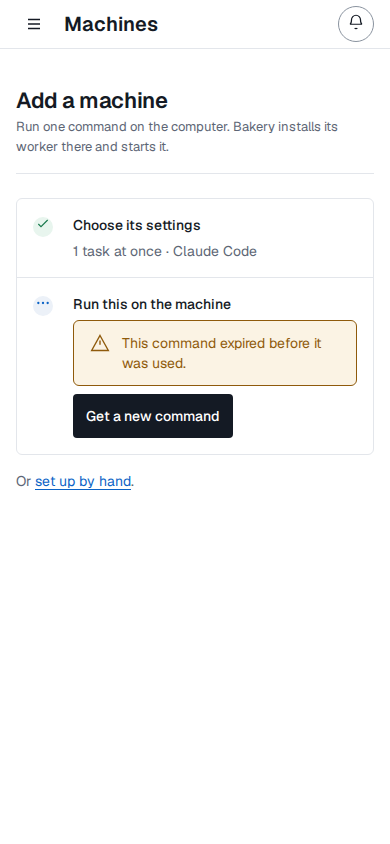 Machines
Add a machine
Run one command on the computer. Bakery installs its
worker there and starts it.
Choose its settings
1 task at once · Claude Code
Run this on the machine
This command expired before it
was used.
Get a new command
Or set up by hand.